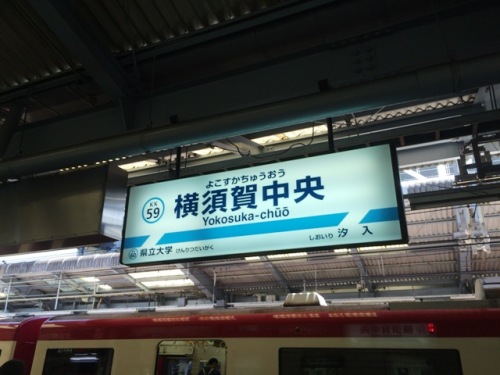 よこすかちゅうおう
KK
59
横須賀中央
Yokosuka-chūō
県立大学 けんりつだいがく
しおいり 汐入